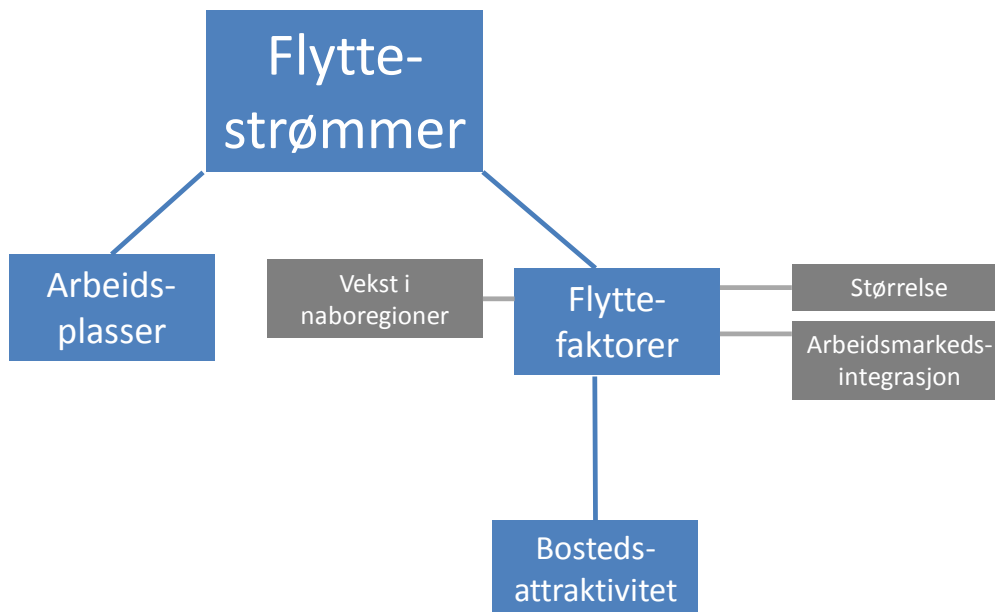 Flytte-
strømmer
Arbeids-
plasser
Vekst i
naboregioner
Flytte-
faktorer
Størrelse
Arbeidsmarkeds-
integrasjon
Bosteds-
attraktivitet